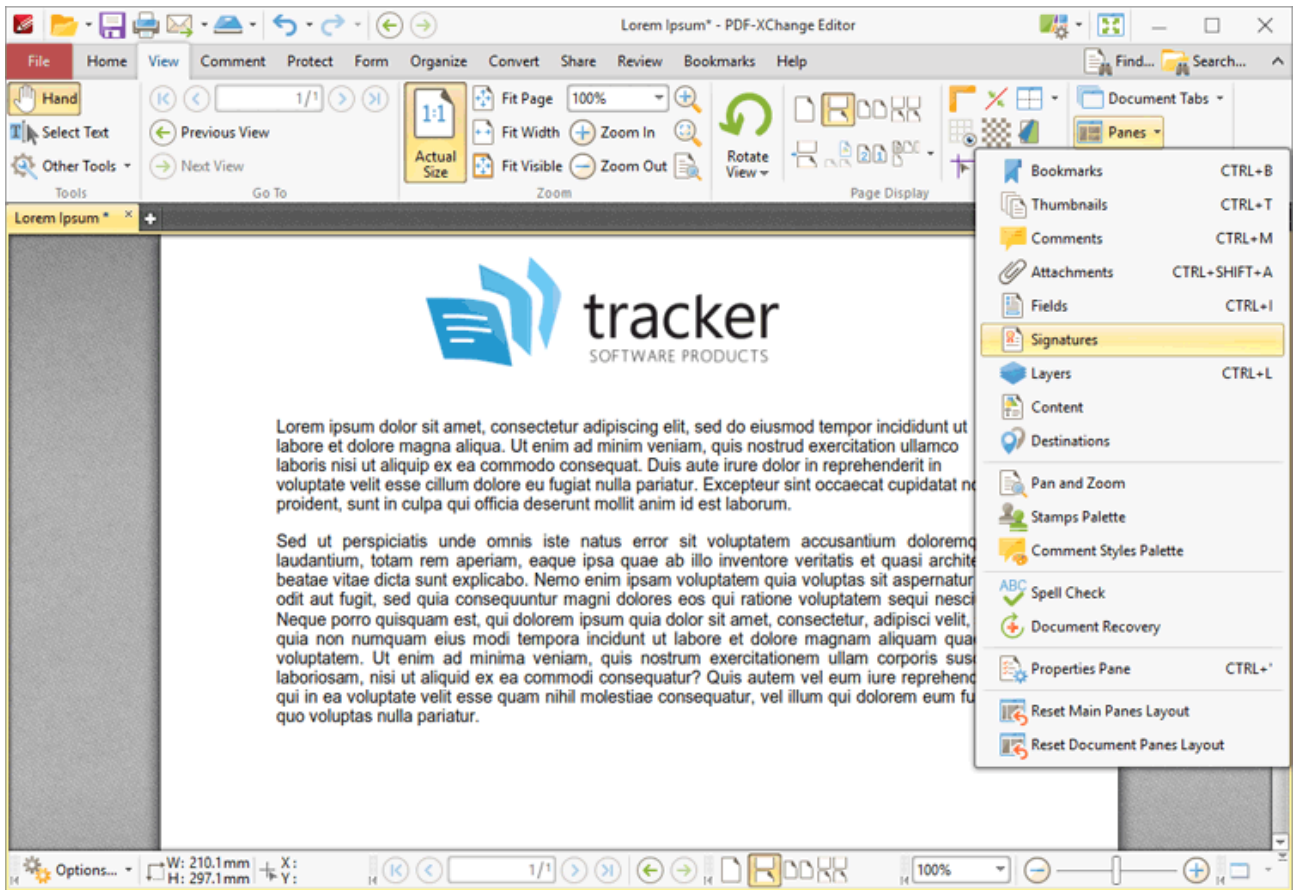 Lorem Ipsum* - PDF-XChange Editor
File Home View Comment Protect Form Organize Convert Share Review Bookmarks Help Find... Search...
Hand
Select Text
Other Tools
Tools
1/1
Previous View
Next View
Go To
1:1
Actual
Size
Fit Page 100%
Fit Width Zoom In
Fit Visible Zoom Out
Zoom
Rotate
View
Page Display
Document Tabs
Panes
Lorem Ipsum * ×
Bookmarks CTRL+B
Thumbnails CTRL+T
Comments CTRL+M
Attachments CTRL+SHIFT+A
Fields CTRL+I
Signatures
Layers CTRL+L
Content
Destinations
Pan and Zoom
Stamps Palette
Comment Styles Palette
ABC Spell Check
Document Recovery
Properties Pane CTRL+'
Reset Main Panes Layout
Reset Document Panes Layout
tracker
SOFTWARE PRODUCTS
Lorem ipsum dolor sit amet, consectetur adipiscing elit, sed do eiusmod tempor incididunt ut
labore et dolore magna aliqua. Ut enim ad minim veniam, quis nostrud exercitation ullamco
laboris nisi ut aliquip ex ea commodo consequat. Duis aute irure dolor in reprehenderit in
voluptate velit esse cillum dolore eu fugiat nulla pariatur. Excepteur sint occaecat cupidatat no
proident, sunt in culpa qui officia deserunt mollit anim id est laborum.
Sed ut perspiciatis unde omnis iste natus error sit voluptatem accusantium doloremq
laudantium, totam rem aperiam, eaque ipsa quae ab illo inventore veritatis et quasi archite
beatae vitae dicta sunt explicabo. Nemo enim ipsam voluptatem quia voluptas sit aspernatur
odit aut fugit, sed quia consequuntur magni dolores eos qui ratione voluptatem sequi nesci
Neque porro quisquam est, qui dolorem ipsum quia dolor sit amet, consectetur, adipisci velit,
quia non numquam eius modi tempora incidunt ut labore et dolore magnam aliquam qua
voluptatem. Ut enim ad minima veniam, quis nostrum exercitationem ullam corporis susc
laboriosam, nisi ut aliquid ex ea commodi consequatur? Quis autem vel eum iure reprehend
qui in ea voluptate velit esse quam nihil molestiae consequatur, vel illum qui dolorem eum fu
quo voluptas nulla pariatur.
Options... W: 210.1mm X:
H: 297.1mm Y:
1/1
100%